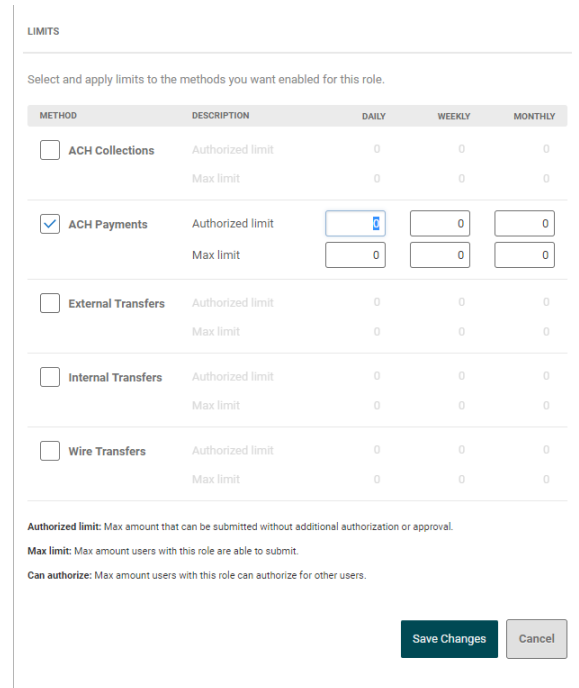 LIMITS
Select and apply limits to the methods you want enabled for this role.
METHOD DESCRIPTION DAILY WEEKLY MONTHLY
ACH Collections Authorized limit 0 0 0
Max limit 0 0 0
ACH Payments Authorized limit 0 0 0
Max limit 0 0 0
External Transfers Authorized limit 0 0 0
Max limit 0 0 0
Internal Transfers Authorized limit 0 0 0
Max limit 0 0 0
Wire Transfers Authorized limit 0 0 0
Max limit 0 0 0
Authorized limit: Max amount that can be submitted without additional authorization or approval.
Max limit: Max amount users with this role are able to submit.
Can authorize: Max amount users with this role can authorize for other users.
Save Changes Cancel